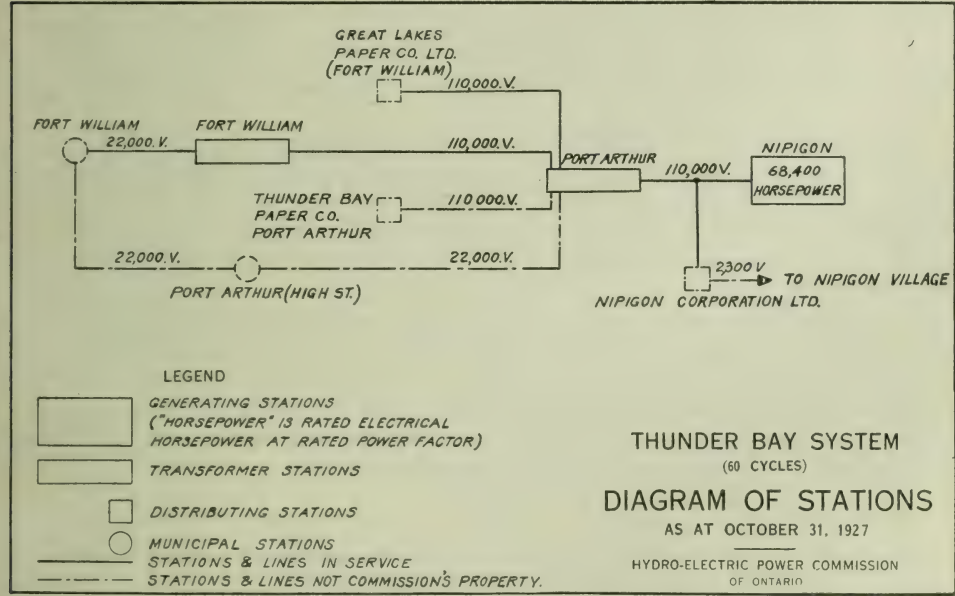 GREAT LAKES
PAPER CO. LTD.
(FORT WILLIAM)
110,000.V.
FORT WILLIAM
22,000.V.
FORT WILLIAM
110,000.V.
PORT ARTHUR
110,000V.
NIPIGON
68,400
HORSEPOWER
THUNDER BAY
PAPER CO.
PORT ARTHUR
110 000.V.
22,000.V.
22,000.V.
PORT ARTHUR (HIGH ST.)
2,300 V
TO NIPIGON VILLAGE
NIPIGON CORPORATION LTD.
LEGEND
GENERATING STATIONS
("HORSEPOWER" IS RATED ELECTRICAL
HORSEPOWER AT RATED POWER FACTOR)
TRANSFORMER STATIONS
DISTRIBUTING STATIONS
MUNICIPAL STATIONS
STATIONS & LINES IN SERVICE
STATIONS & LINES NOT COMMISSION'S PROPERTY.
THUNDER BAY SYSTEM
(60 CYCLES)
DIAGRAM OF STATIONS
AS AT OCTOBER 31, 1927
HYDRO-ELECTRIC POWER COMMISSION
OF ONTARIO